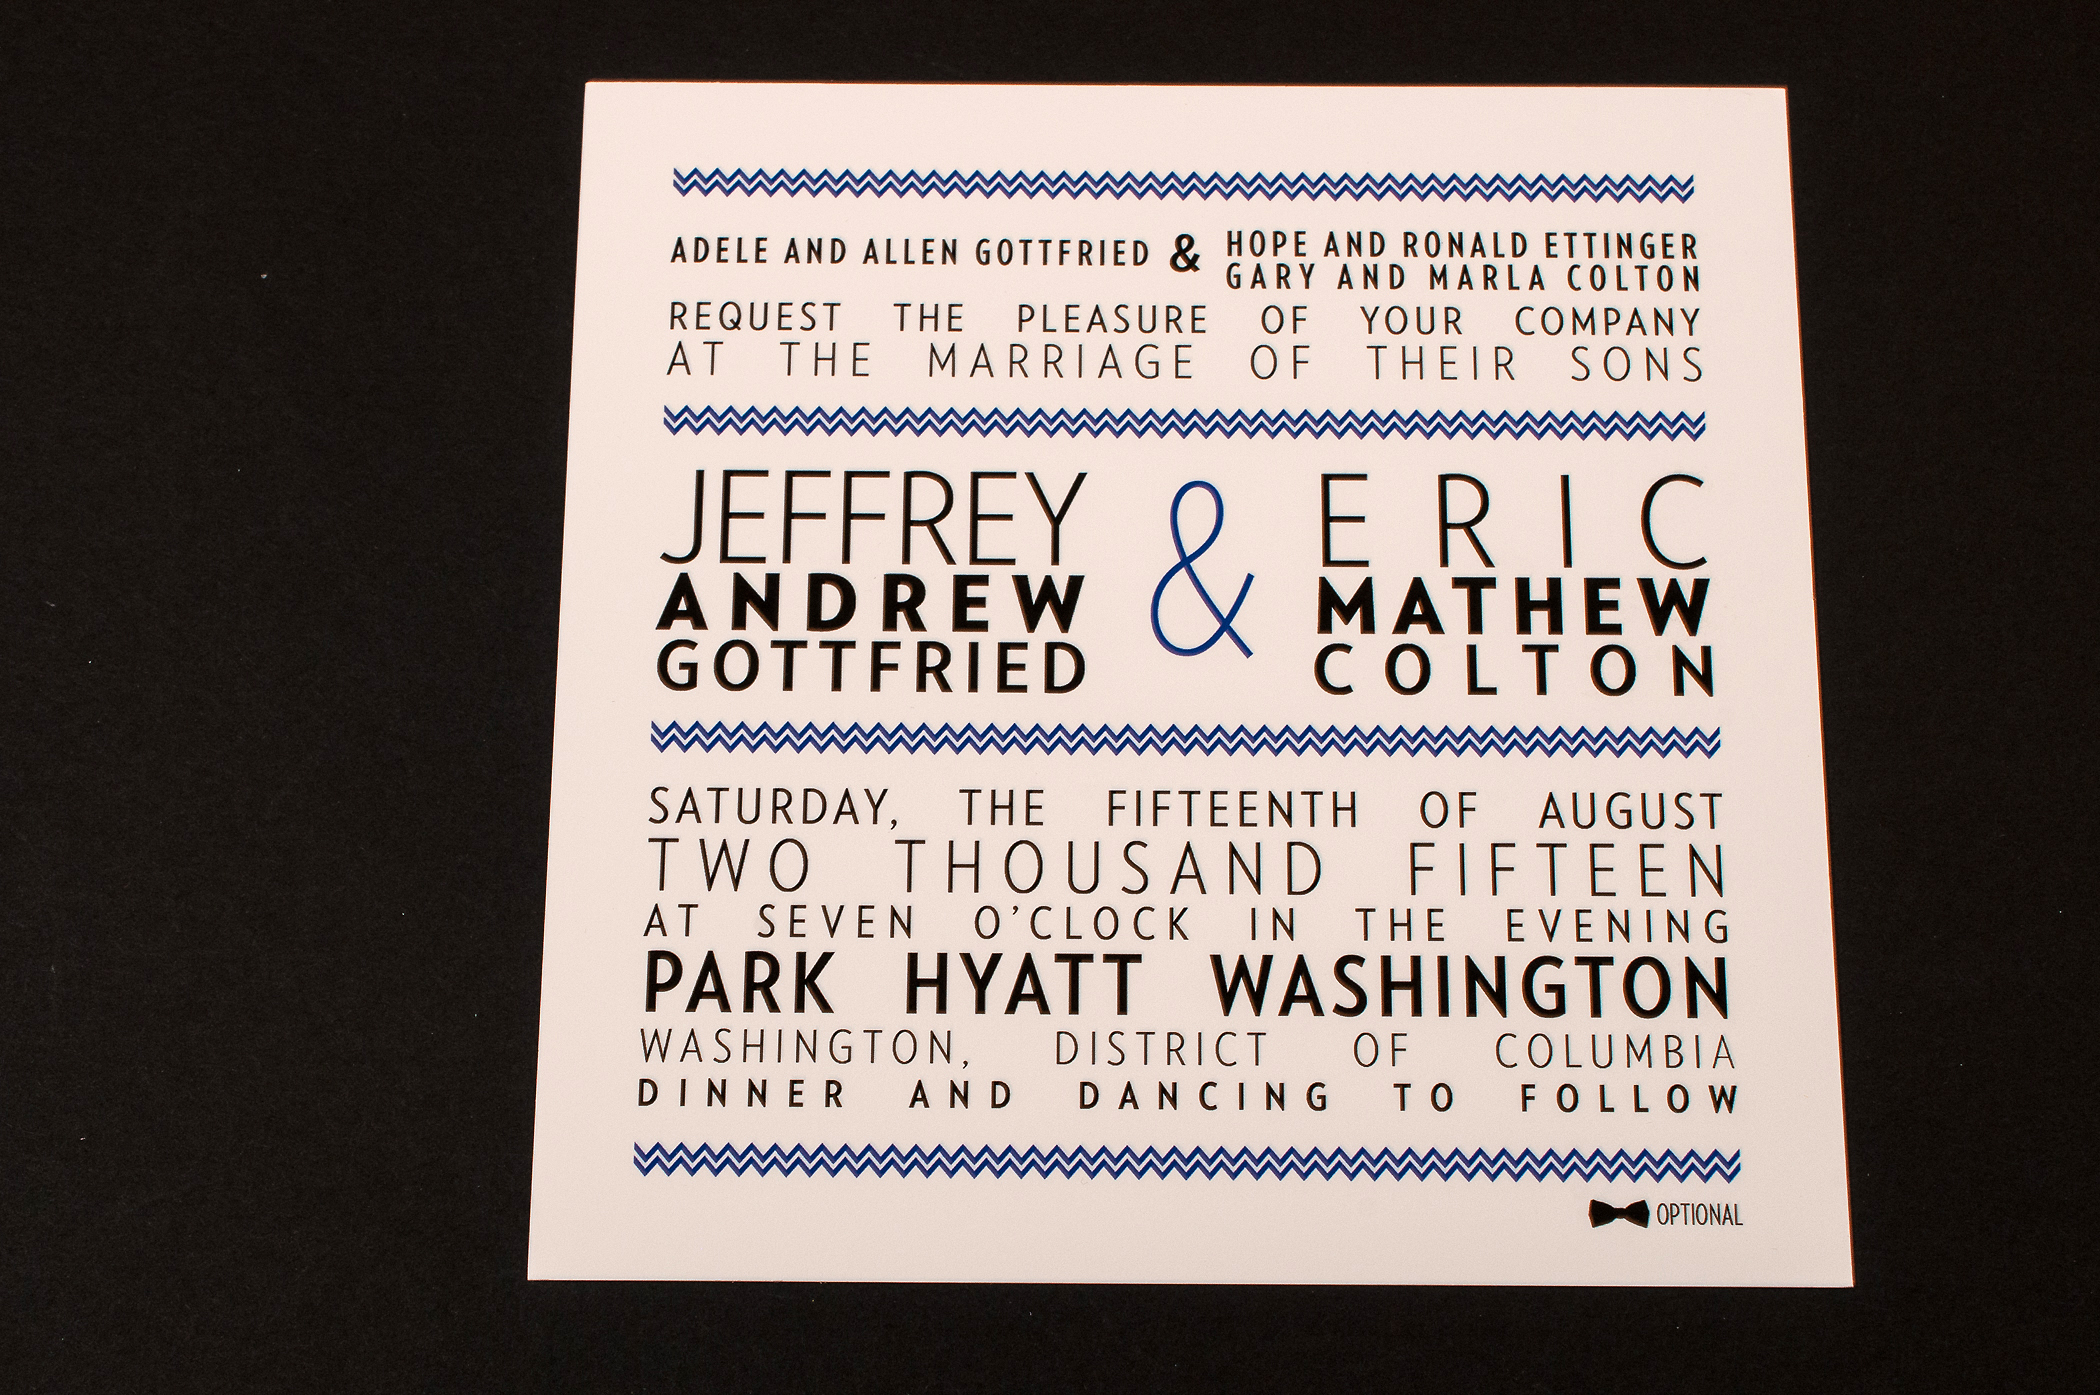 ADELE AND ALLEN GOTTFRIED & HOPE AND RONALD ETTINGER
GARY AND MARLA COLTON
REQUEST THE PLEASURE OF YOUR COMPANY
AT THE MARRIAGE OF THEIR SONS
JEFFREY
ANDREW
GOTTFRIED
&
ERIC
MATHEW
COLTON
SATURDAY, THE FIFTEENTH OF AUGUST
TWO THOUSAND FIFTEEN
AT SEVEN O'CLOCK IN THE EVENING
PARK HYATT WASHINGTON
WASHINGTON, DISTRICT OF COLUMBIA
DINNER AND DANCING TO FOLLOW
OPTIONAL